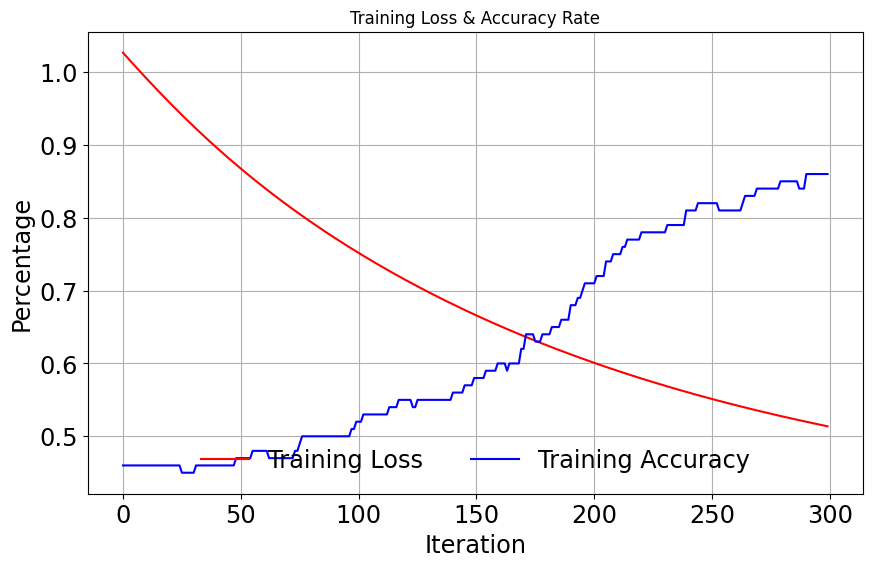 Training Loss & Accuracy Rate
1.0
0.9
0.8
0.7
0.6
0.5
Percentage
Training Loss
Training Accuracy
0 50 100 150 200 250 300
Iteration